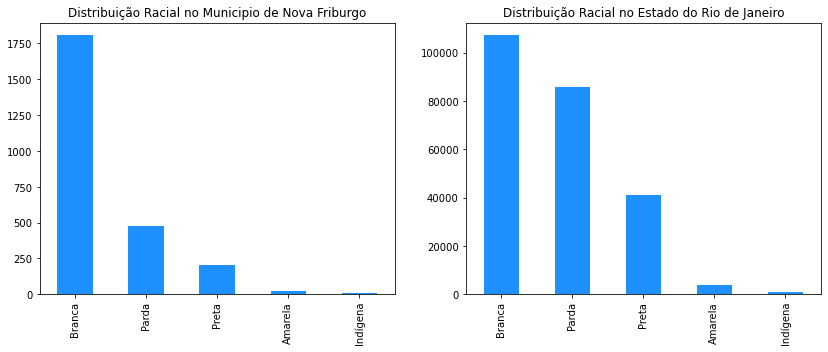 Distribuição Racial no Municipio de Nova Friburgo
1750
1500
1250
1000
750
500
250
0
Branca
Parda
Preta
Amarela
Indígena
Distribuição Racial no Estado do Rio de Janeiro
100000
80000
60000
40000
20000
0
Branca
Parda
Preta
Amarela
Indígena